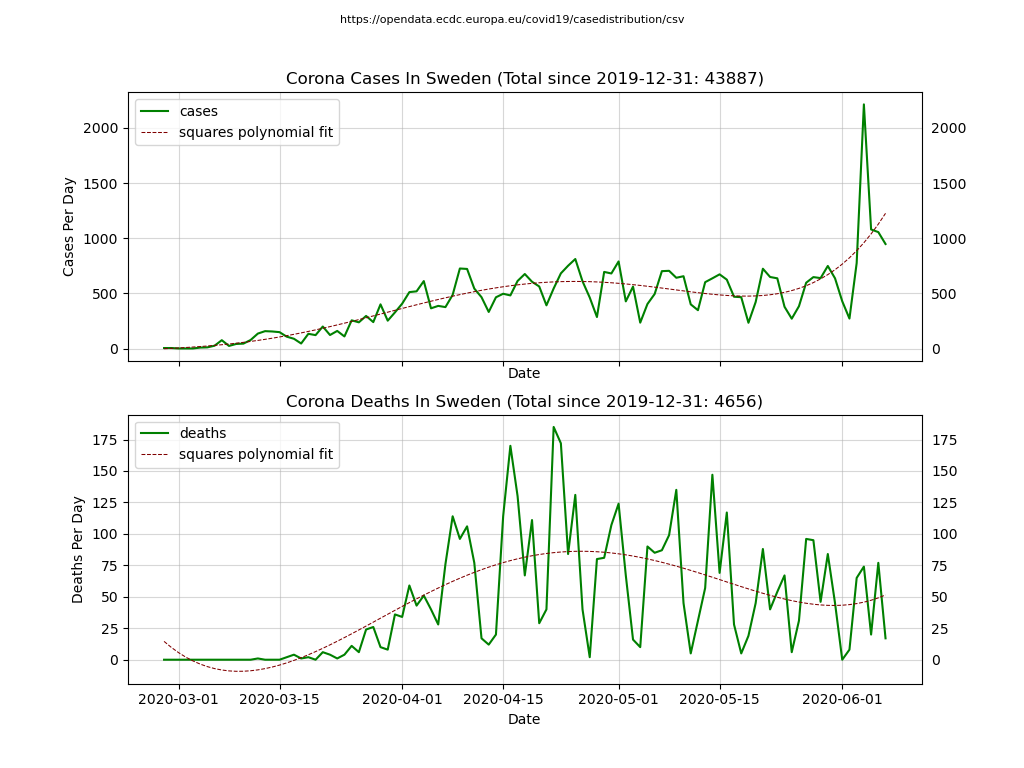 https://opendata.ecdc.europa.eu/covid19/casedistribution/csv
Corona Cases In Sweden (Total since 2019-12-31: 43887)
cases
squares polynomial fit
Cases Per Day
2000
1500
1000
500
0
2000
1500
1000
500
0
Date
Corona Deaths In Sweden (Total since 2019-12-31: 4656)
deaths
squares polynomial fit
Deaths Per Day
175
150
125
100
75
50
25
0
175
150
125
100
75
50
25
0
2020-03-01 2020-03-15 2020-04-01 2020-04-15 2020-05-01 2020-05-15 2020-06-01
Date